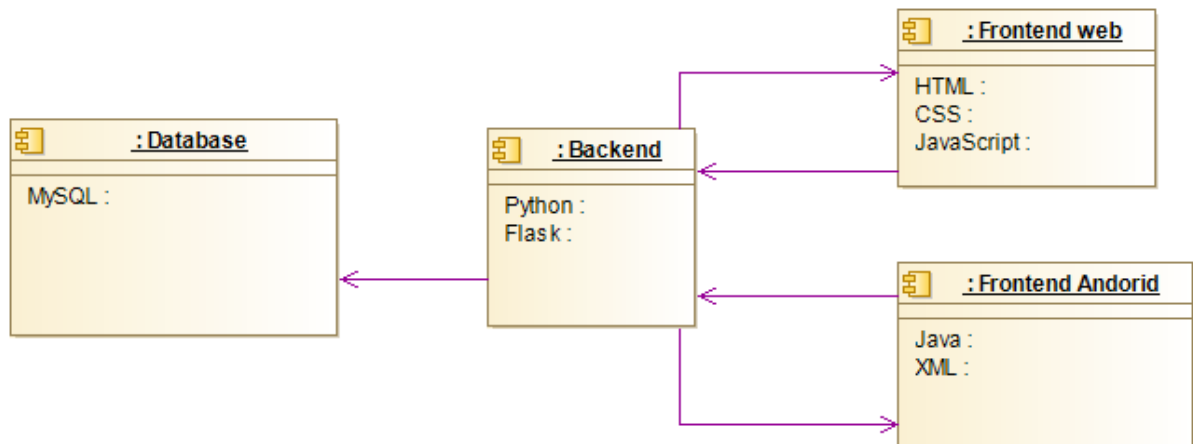 : Database
MySQL :
: Backend
Python :
Flask :
: Frontend web
HTML :
CSS :
JavaScript :
: Frontend Andorid
Java :
XML :